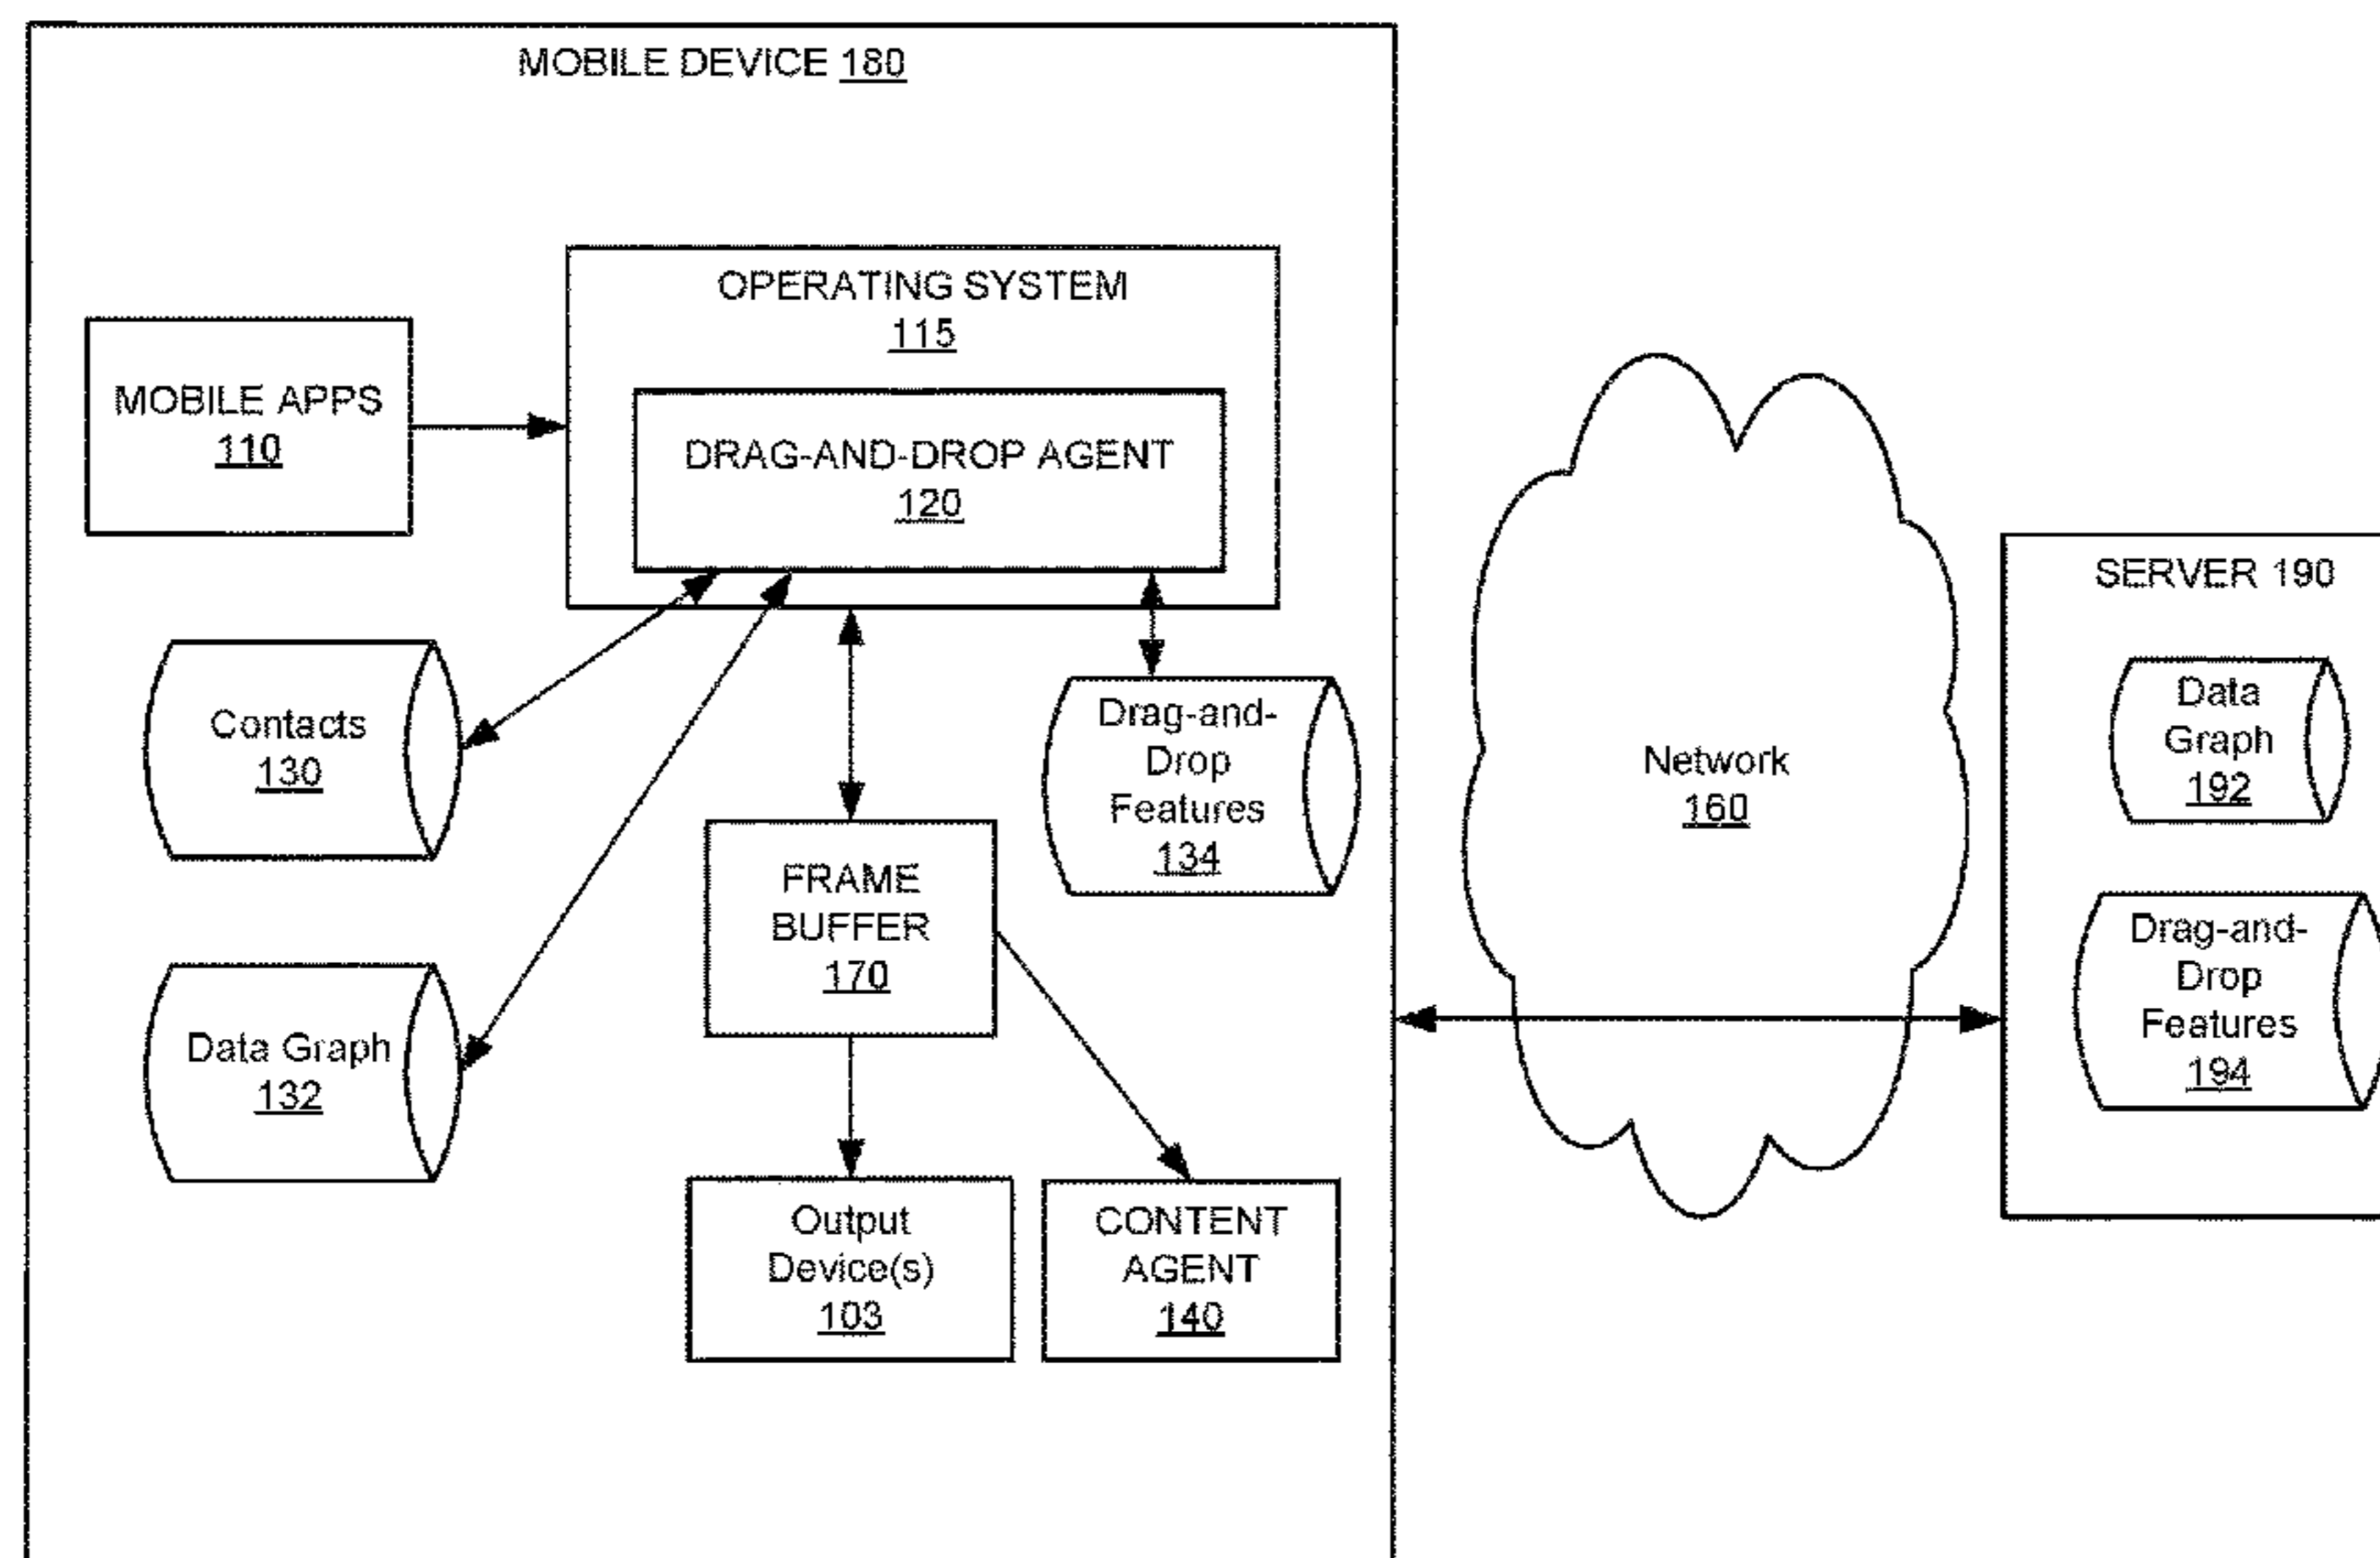 MOBILE DEVICE 180
OPERATING SYSTEM
115
MOBILE APPS
110
DRAG-AND-DROP AGENT
120
Contacts
130
Data Graph
132
FRAME
BUFFER
170
Drag-and-
Drop
Features
134
Output
Device(s)
103
CONTENT
AGENT
140
Network
160
SERVER 190
Data
Graph
192
Drag-and-
Drop
Features
194